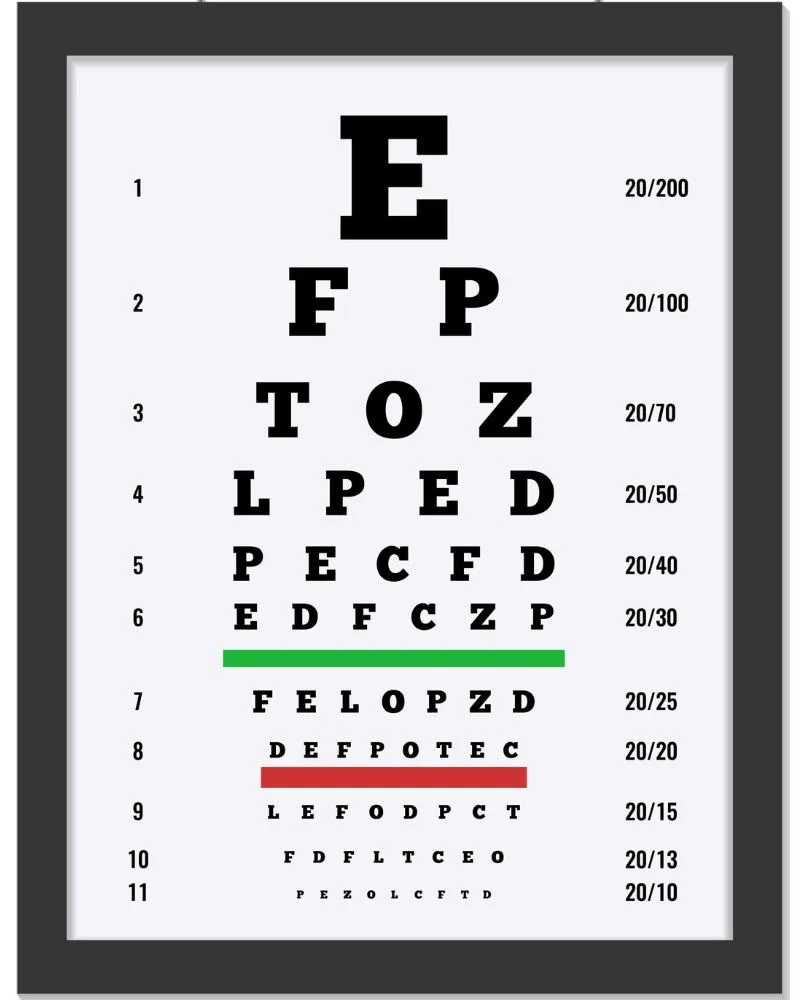 1 E 20/200
2 F P 20/100
3 T O Z 20/70
4 L P E D 20/50
5 P E C F D 20/40
6 E D F C Z P 20/30
7 F E L O P Z D 20/25
8 D E F P O T E C 20/20
9 L E F O D P C T 20/15
10 F D F L T C E O 20/13
11 P E Z O L C F T D 20/10